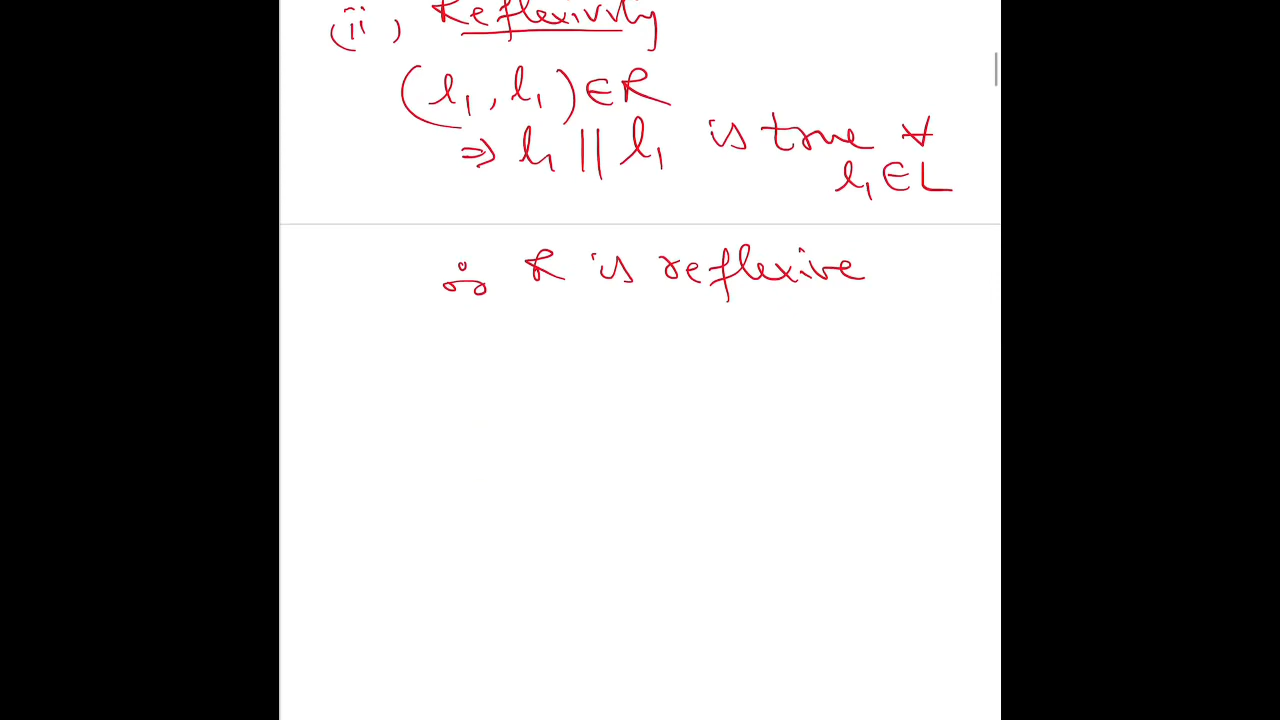 (ii) Reflexivity
(l₁, l₁) ∈ R
⇒ l₁ || l₁ is true ∀
l₁ ∈ L
∴ R is reflexive